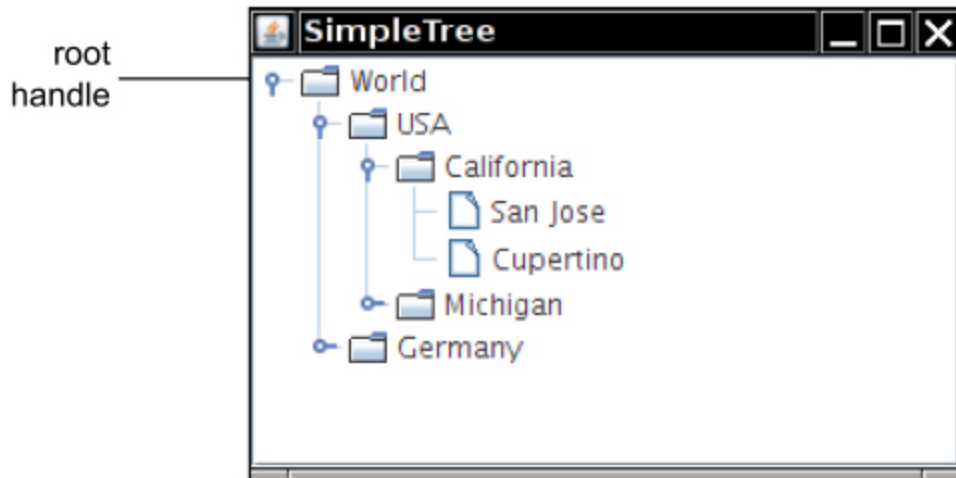 SimpleTree
root
handle
World
USA
California
San Jose
Cupertino
Michigan
Germany